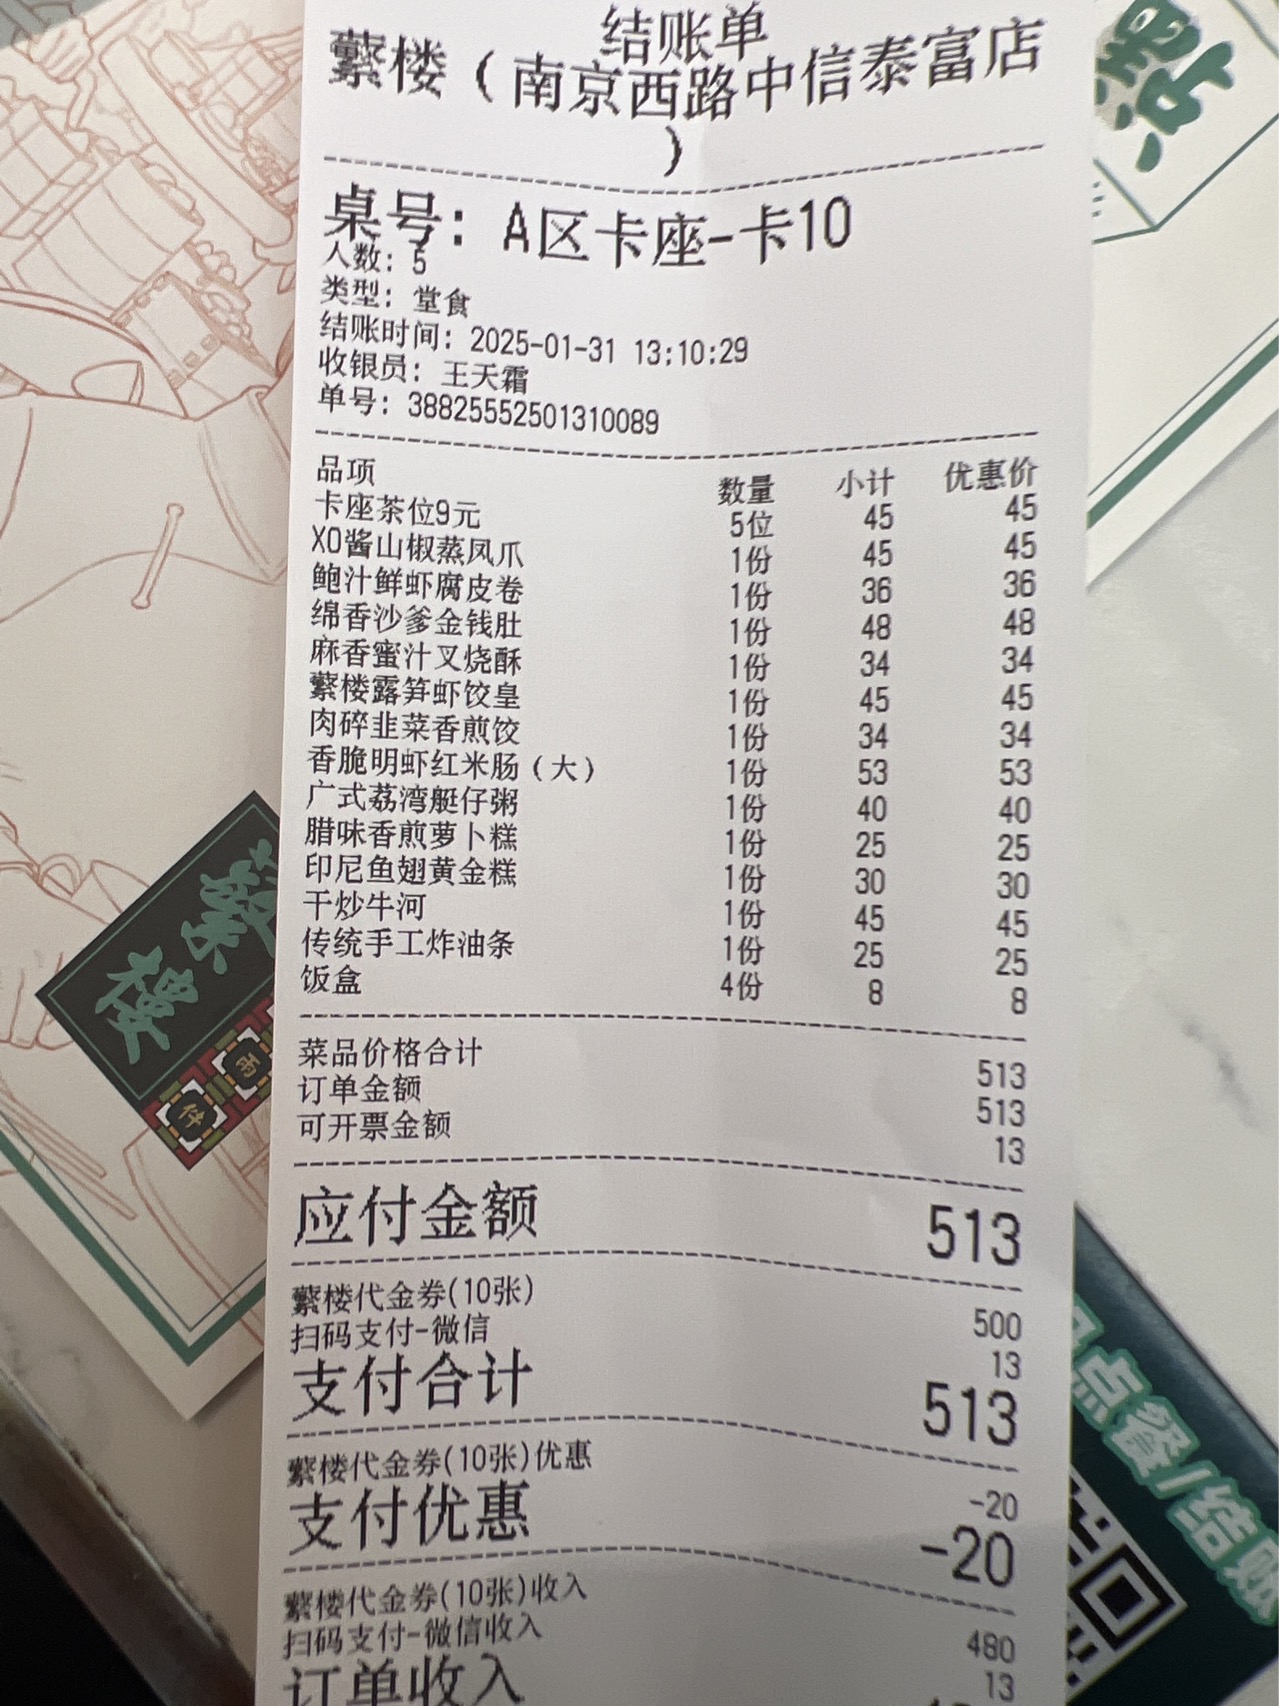 结账单
蘩楼（南京西路中信泰富店
）
桌号：A区卡座-卡10
人数：5
类型：堂食
结账时间：2025-01-31 13:10:29
收银员：王天霜
单号：38825552501310089
品项 数量 小计 优惠价
卡座茶位9元 5位 45 45
XO酱山椒蒸凤爪 1份 45 45
鲍汁鲜虾腐皮卷 1份 36 36
绵香沙爹金钱肚 1份 48 48
麻香蜜汁叉烧酥 1份 34 34
蘩楼露笋虾饺皇 1份 45 45
肉碎韭菜香煎饺 1份 34 34
香脆明虾红米肠（大） 1份 53 53
广式荔湾艇仔粥 1份 40 40
腊味香煎萝卜糕 1份 25 25
印尼鱼翅黄金糕 1份 30 30
干炒牛河 1份 45 45
传统手工炸油条 1份 25 25
饭盒 4份 8 8
菜品价格合计 513
订单金额 513
可开票金额 13
应付金额 513
蘩楼代金券(10张) 500
扫码支付-微信 13
支付合计 513
蘩楼代金券(10张)优惠 -20
支付优惠 -20
蘩楼代金券(10张)收入 480
扫码支付-微信收入 13
订单收入
蘩楼
点餐/结账